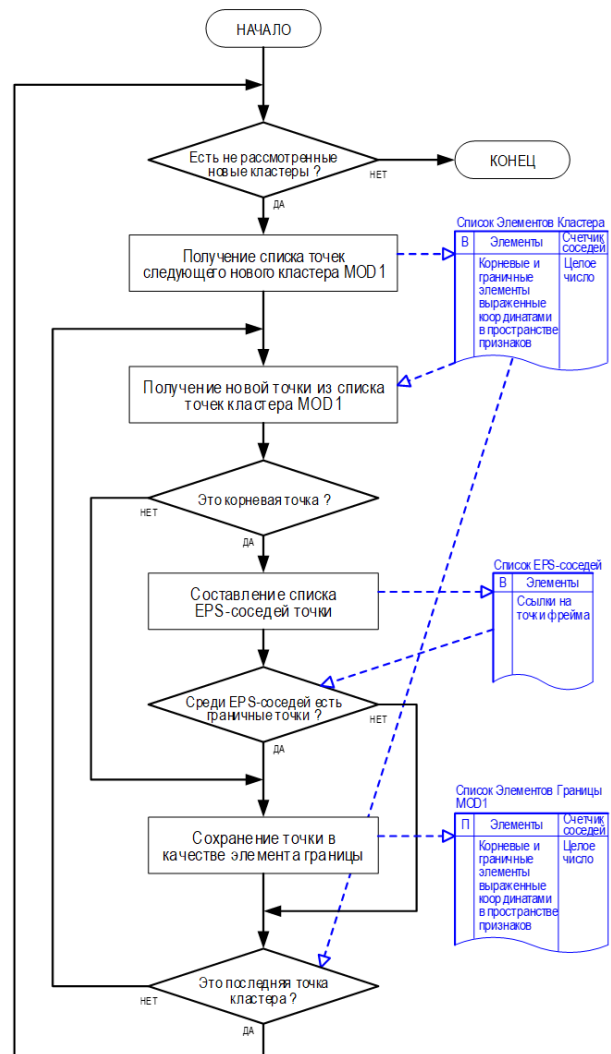 НАЧАЛО
Есть не рассмотренные
новые кластеры ?
НЕТ
КОНЕЦ
ДА
Получение списка точек
следующего нового кластера MOD1
Список Элементов Кластера
В
Элементы
Счетчик
соседей
Корневые и
граничные
элементы
выраженные
координатами
в пространстве
признаков
Целое
число
Получение новой точки из списка
точек кластера MOD1
Это корневая точка ?
НЕТ
ДА
Составление списка
EPS-соседей точки
Список EPS-соседей
В
Элементы
Ссылки на
точки фрейма
Среди EPS-соседей есть
граничные точки ?
НЕТ
ДА
Сохранение точки в
качестве элемента границы
Список Элементов Границы
MOD1
П
Элементы
Счетчик
соседей
Корневые и
граничные
элементы
выраженные
координатами
в пространстве
признаков
Целое
число
Это последняя точка
кластера ?
НЕТ
ДА